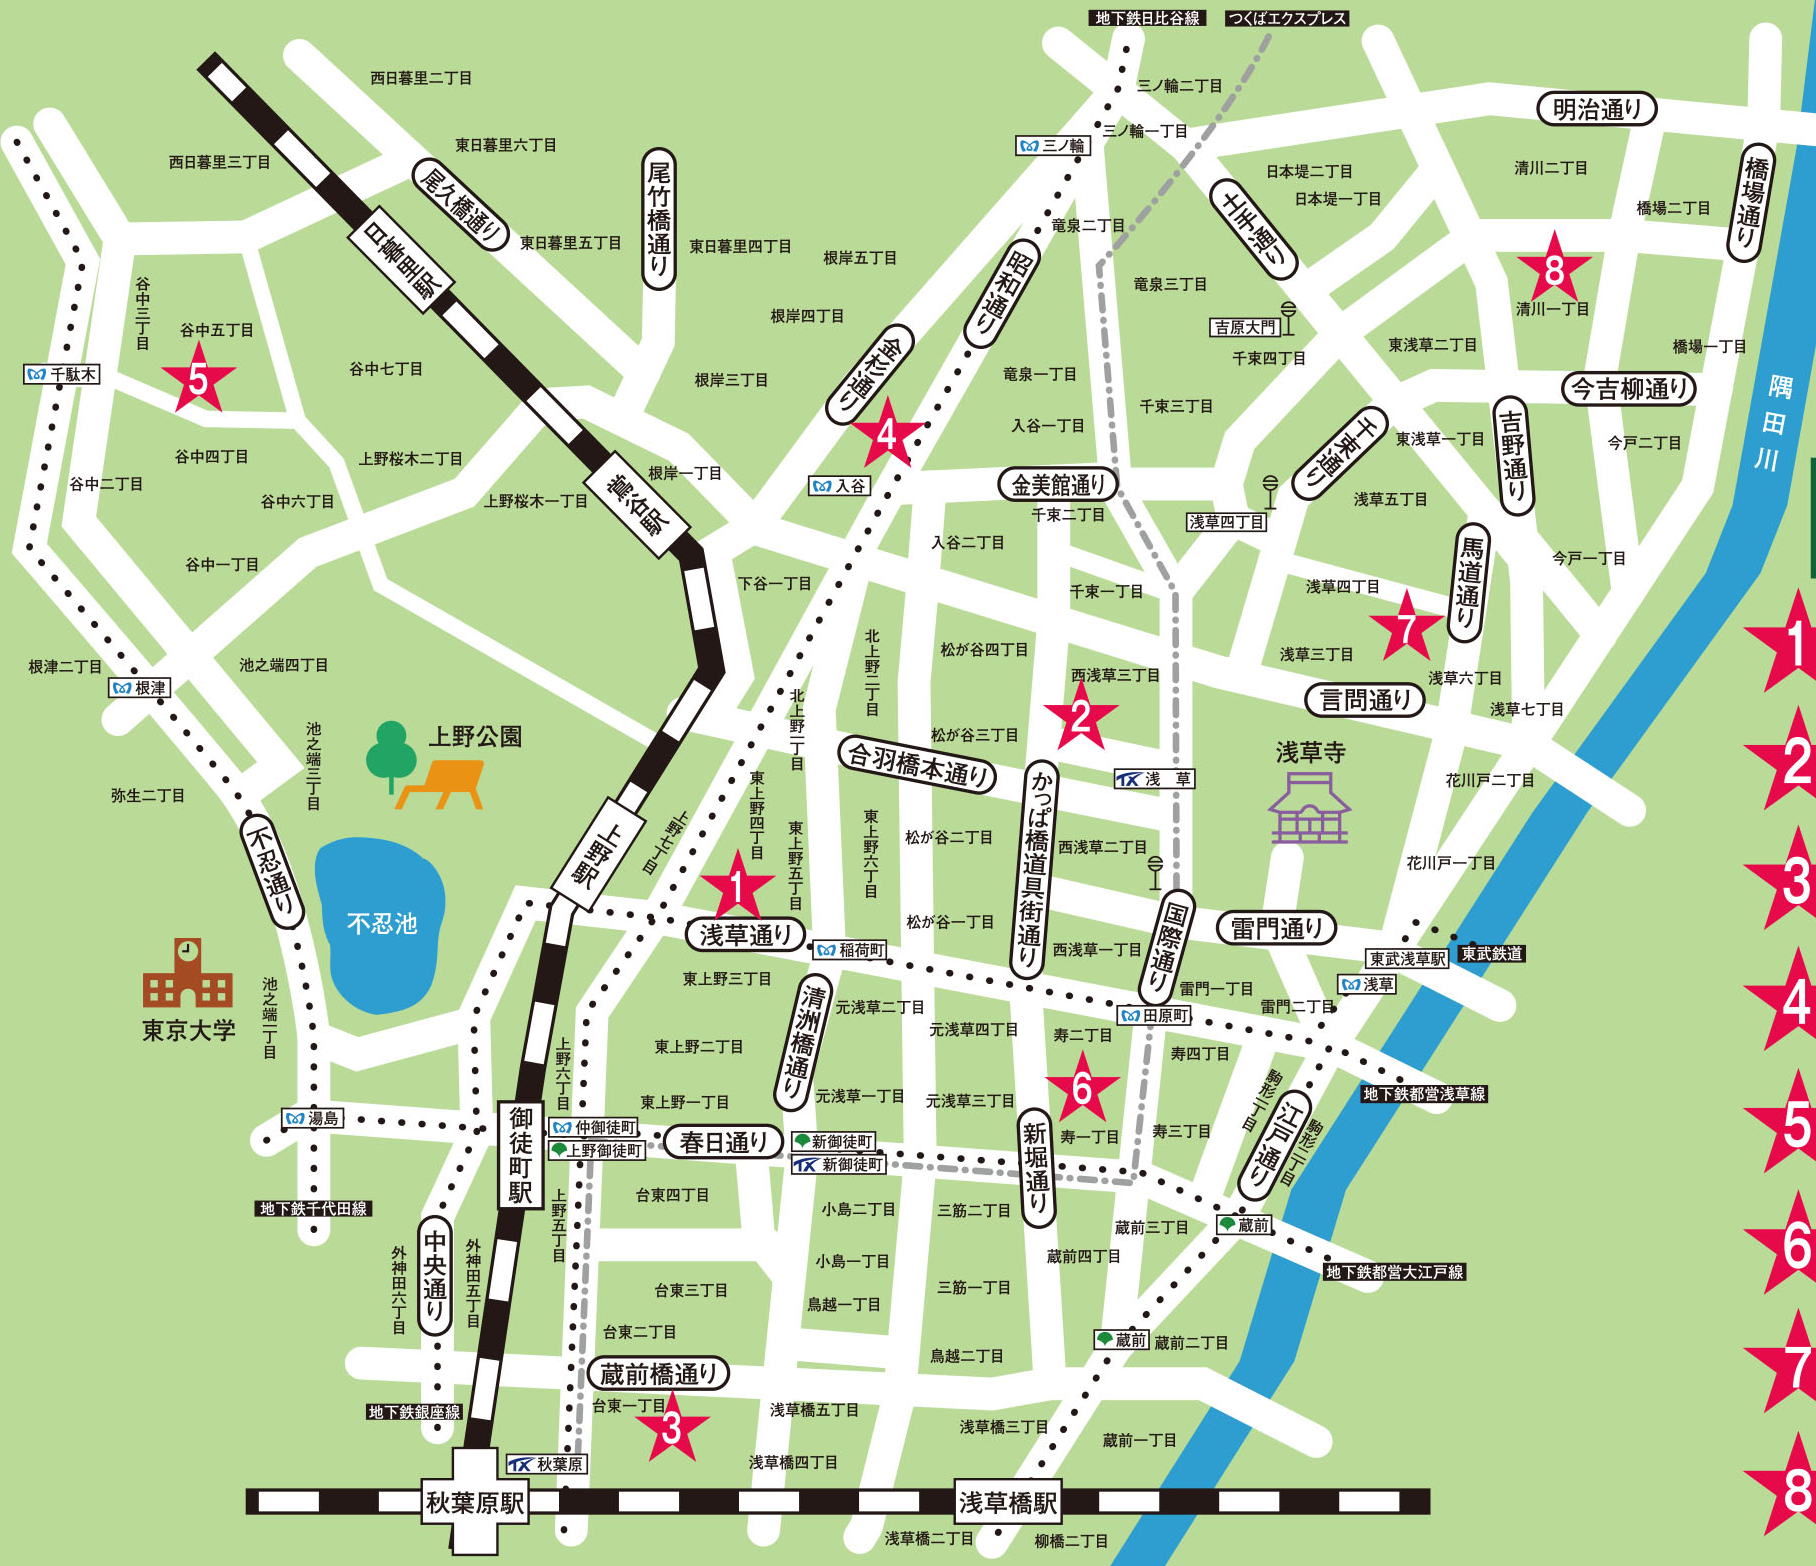 地下鉄日比谷線
つくばエクスプレス
西日暮里二丁目
三ノ輪二丁目
明治通り
三ノ輪一丁目
東日暮里六丁目
三ノ輪
西日暮里三丁目
日本堤二丁目
清川二丁目
尾久橋通り
尾竹橋通り
日本堤一丁目
橋場二丁目
橋場通り
土手通り
竜泉二丁目
日暮里駅
東日暮里五丁目
東日暮里四丁目
根岸五丁目
昭和通り
8
竜泉三丁目
清川一丁目
谷中三丁目
谷中五丁目
根岸四丁目
吉原大門
東浅草二丁目
橋場一丁目
千束四丁目
金杉通り
千駄木
5
谷中七丁目
根岸三丁目
竜泉一丁目
今吉柳通り
隅田川
千束三丁目
4
入谷一丁目
千束通り
東浅草一丁目
吉野通り
今戸二丁目
谷中四丁目
上野桜木二丁目
根岸一丁目
谷中二丁目
入谷
金美館通り
谷中六丁目
上野桜木一丁目
鶯谷駅
浅草五丁目
千束二丁目
浅草四丁目
入谷二丁目
馬道通り
今戸一丁目
谷中一丁目
下谷一丁目
千束一丁目
浅草四丁目
7
1
北上野二丁目
松が谷四丁目
浅草三丁目
根津二丁目
池之端四丁目
西浅草三丁目
浅草六丁目
根津
北上野一丁目
2
言問通り
浅草七丁目
池之端三丁目
上野公園
松が谷三丁目
浅草寺
2
合羽橋本通り
TX浅草
花川戸二丁目
弥生二丁目
東上野四丁目
かっぱ橋道具街通り
不忍通り
上野駅
上野七丁目
東上野五丁目
東上野六丁目
松が谷二丁目
西浅草二丁目
花川戸一丁目
1
3
不忍池
浅草通り
松が谷一丁目
国際通り
雷門通り
稲荷町
西浅草一丁目
東武浅草駅
東武鉄道
東上野三丁目
浅草
雷門一丁目
雷門二丁目
東京大学
池之端一丁目
清洲橋通り
元浅草二丁目
田原町
4
元浅草四丁目
寿二丁目
東上野二丁目
寿四丁目
上野六丁目
6
元浅草一丁目
元浅草三丁目
駒形一丁目
地下鉄都営浅草線
東上野一丁目
湯島
御徒町駅
仲御徒町
江戸通り
駒形二丁目
5
上野御徒町
春日通り
新御徒町
TX新御徒町
新堀通り
寿一丁目
寿三丁目
台東四丁目
地下鉄千代田線
上野五丁目
小島二丁目
三筋二丁目
蔵前三丁目
蔵前
中央通り
外神田六丁目
外神田五丁目
小島一丁目
蔵前四丁目
6
地下鉄都営大江戸線
台東三丁目
三筋一丁目
鳥越一丁目
台東二丁目
蔵前
蔵前二丁目
鳥越二丁目
7
蔵前橋通り
台東一丁目
3
地下鉄銀座線
浅草橋五丁目
浅草橋三丁目
蔵前一丁目
TX秋葉原
浅草橋四丁目
8
秋葉原駅
浅草橋駅
浅草橋二丁目
柳橋二丁目